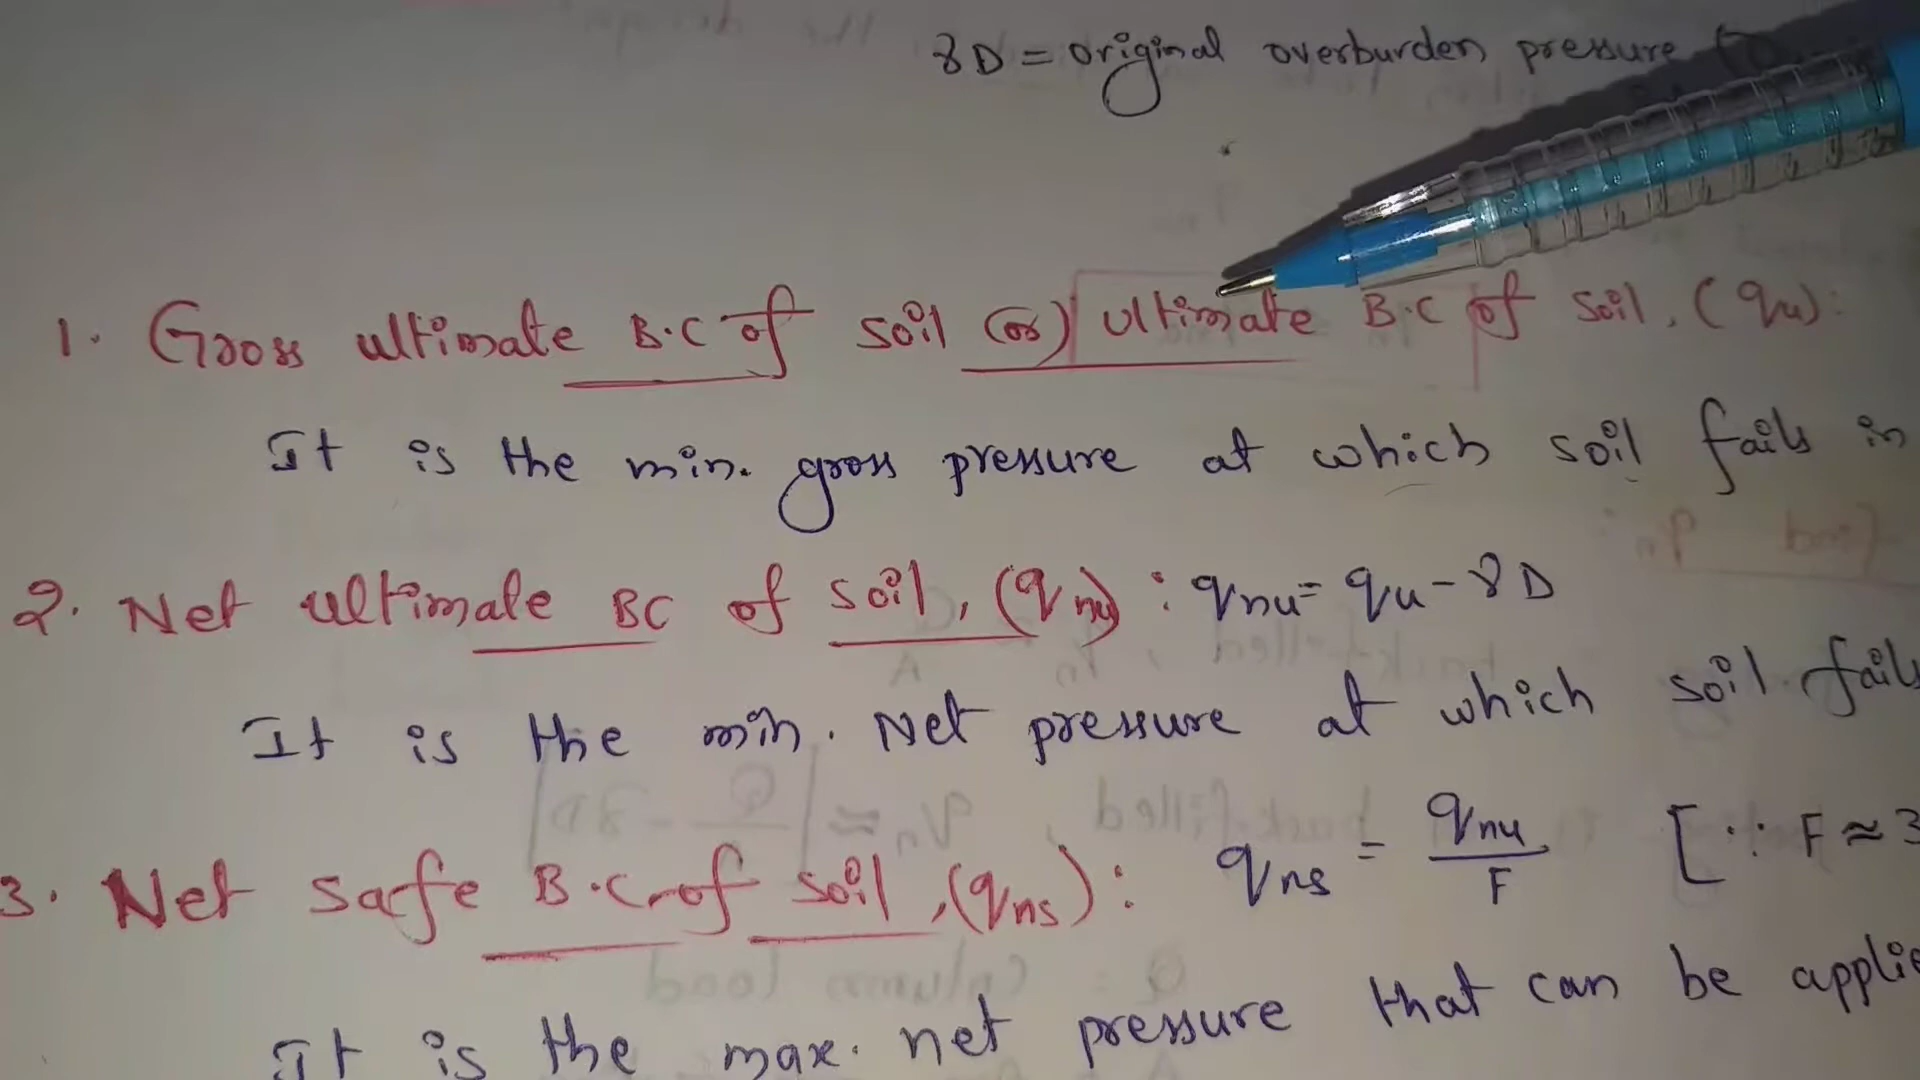 γD = original overburden pressure
1. Gross ultimate B.C of soil (or) ultimate B.C of soil, (qu):
It is the min. gross pressure at which soil fails in
2. Net ultimate BC of soil, (qnu): qnu = qu - γD
It is the min. Net pressure at which soil fails
3. Net safe B.C of soil, (qns): qns = qnu / F [∵ F ≈ 3
It is the max. net pressure that can be applie